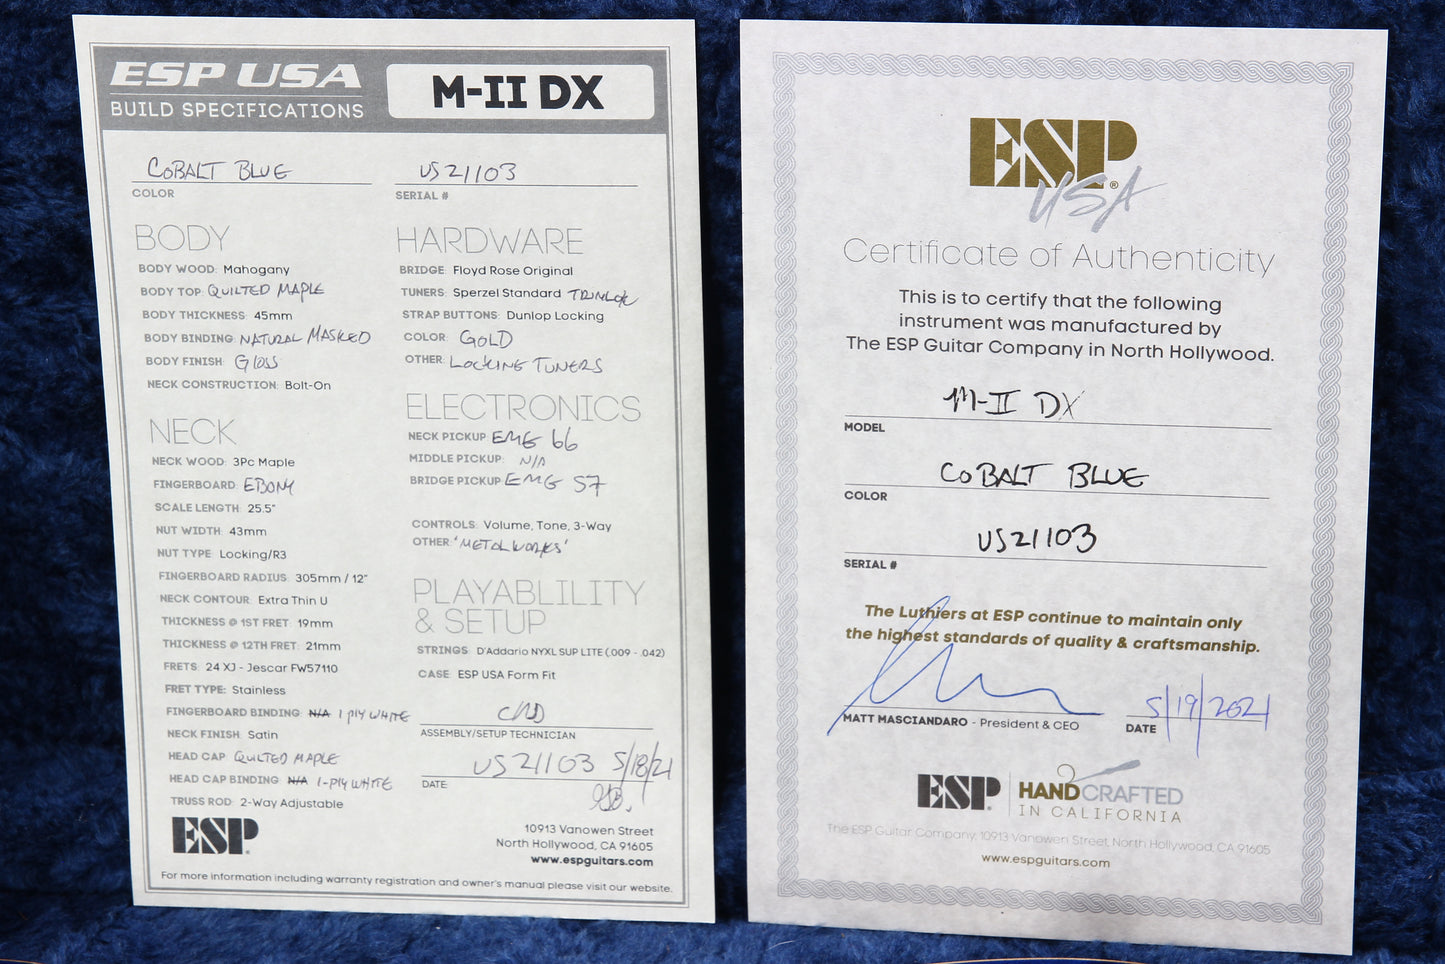 ESP USA
BUILD SPECIFICATIONS
M-II DX
COBALT BLUE
COLOR
US21103
SERIAL #
BODY
BODY WOOD: Mahogany
BODY TOP: QUILTED MAPLE
BODY THICKNESS: 45mm
BODY BINDING: NATURAL MASKED
BODY FINISH: GLOSS
NECK CONSTRUCTION: Bolt-On
NECK
NECK WOOD: 3Pc Maple
FINGERBOARD: EBONY
SCALE LENGTH: 25.5"
NUT WIDTH: 43mm
NUT TYPE: Locking/R3
FINGERBOARD RADIUS: 305mm / 12"
NECK CONTOUR: Extra Thin U
THICKNESS @ 1ST FRET: 19mm
THICKNESS @ 12TH FRET: 21mm
FRETS: 24 XJ - Jescar FW57110
FRET TYPE: Stainless
FINGERBOARD BINDING: N/A 1 PLY WHITE
NECK FINISH: Satin
HEAD CAP: QUILTED MAPLE
HEAD CAP BINDING: N/A 1-PLY WHITE
TRUSS ROD: 2-Way Adjustable
HARDWARE
BRIDGE: Floyd Rose Original
TUNERS: Sperzel Standard TRIMLOK
STRAP BUTTONS: Dunlop Locking
COLOR: GOLD
OTHER: LOCKING TUNERS
ELECTRONICS
NECK PICKUP: EMG 66
MIDDLE PICKUP: N/A
BRIDGE PICKUP: EMG 57
CONTROLS: Volume, Tone, 3-Way
OTHER: 'METAL WORKS'
PLAYABLILITY
& SETUP
STRINGS: D'Addario NYXL SUP LITE (.009 - .042)
CASE: ESP USA Form Fit
ASSEMBLY/SETUP TECHNICIAN
US21103 5/18/21
DATE:
ESP
10913 Vanowen Street
North Hollywood, CA 91605
www.espguitars.com
For more information including warranty registration and owner's manual please visit our website.
ESP
USA
Certificate of Authenticity
This is to certify that the following
instrument was manufactured by
The ESP Guitar Company in North Hollywood.
M-II DX
MODEL
COBALT BLUE
COLOR
US21103
SERIAL #
The Luthiers at ESP continue to maintain only
the highest standards of quality & craftsmanship.
5/19/2021
MATT MASCIANDARO - President & CEO
DATE
ESP
HANDCRAFTED
IN CALIFORNIA
The ESP Guitar Company, 10913 Vanowen Street, North Hollywood, CA 91605
www.espguitars.com